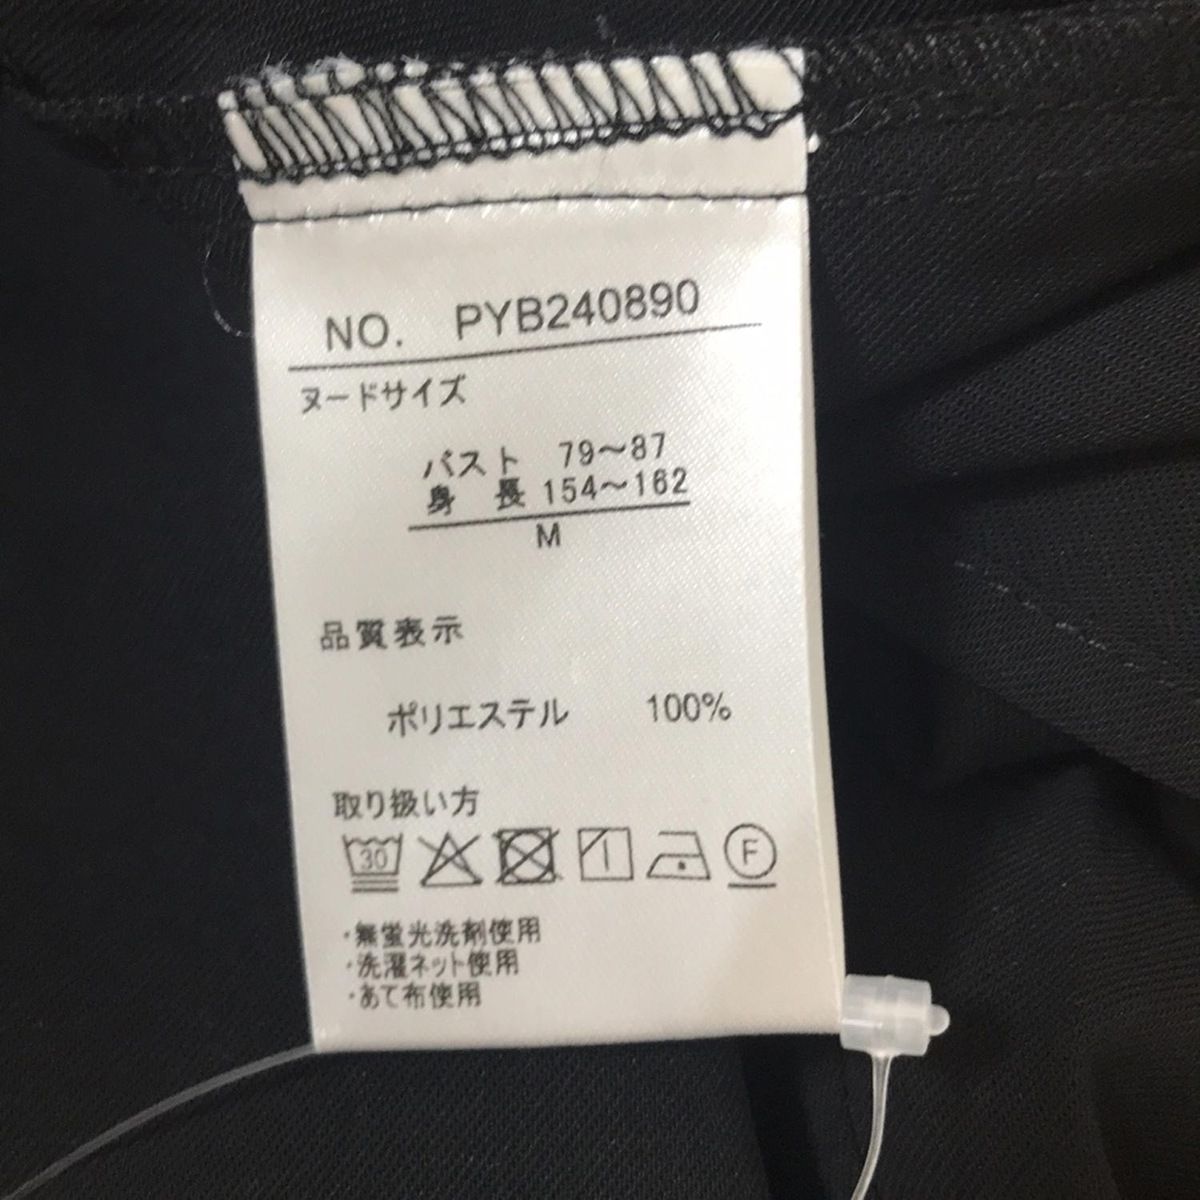 NO. PYB240890
ヌードサイズ
バスト 79～87
身 長 154～162
M
品質表示
ポリエステル 100%
取り扱い方
30 F
・無蛍光洗剤使用
・洗濯ネット使用
・あて布使用